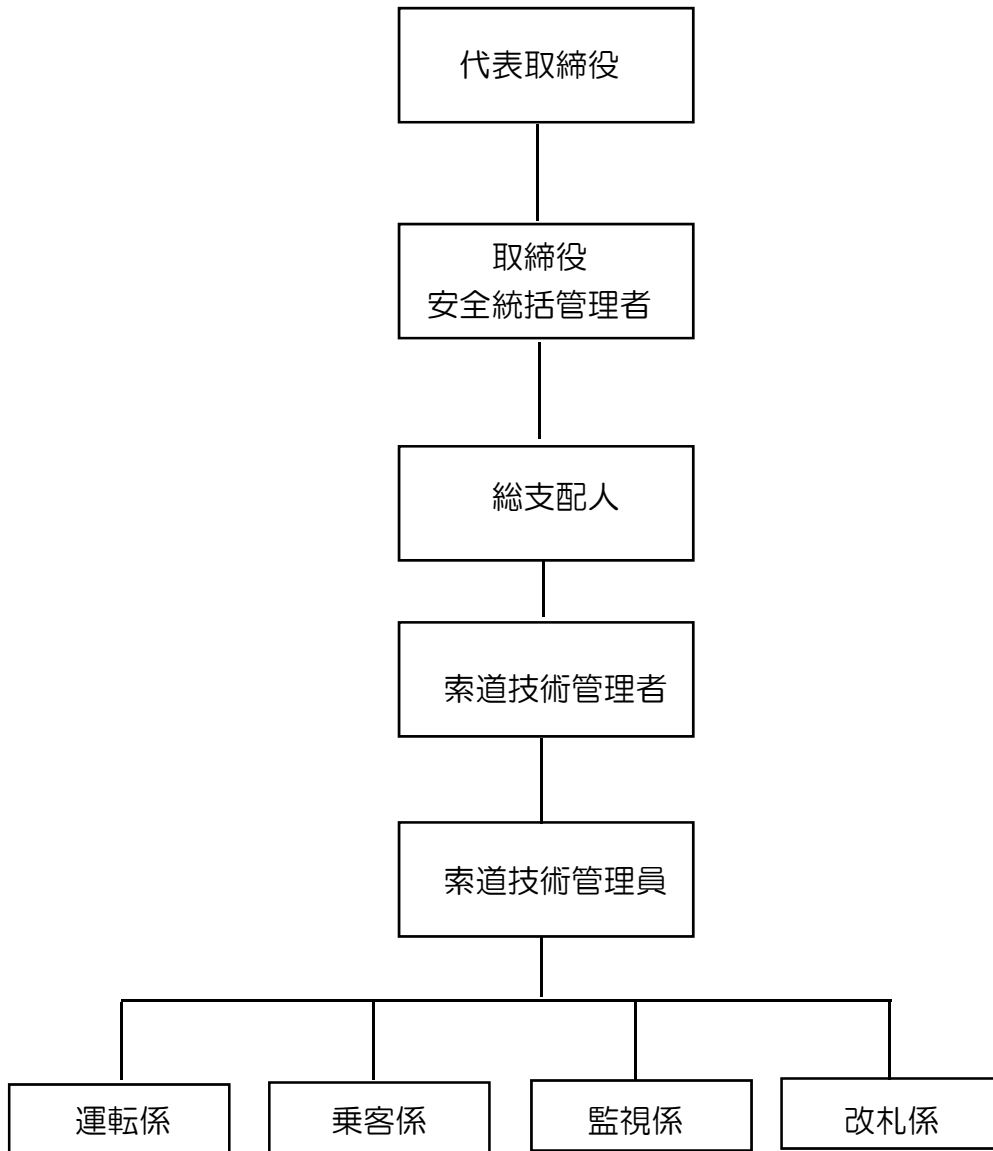 代表取締役
取締役
安全統括管理者
総支配人
索道技術管理者
索道技術管理員
運転係
乗客係
監視係
改札係